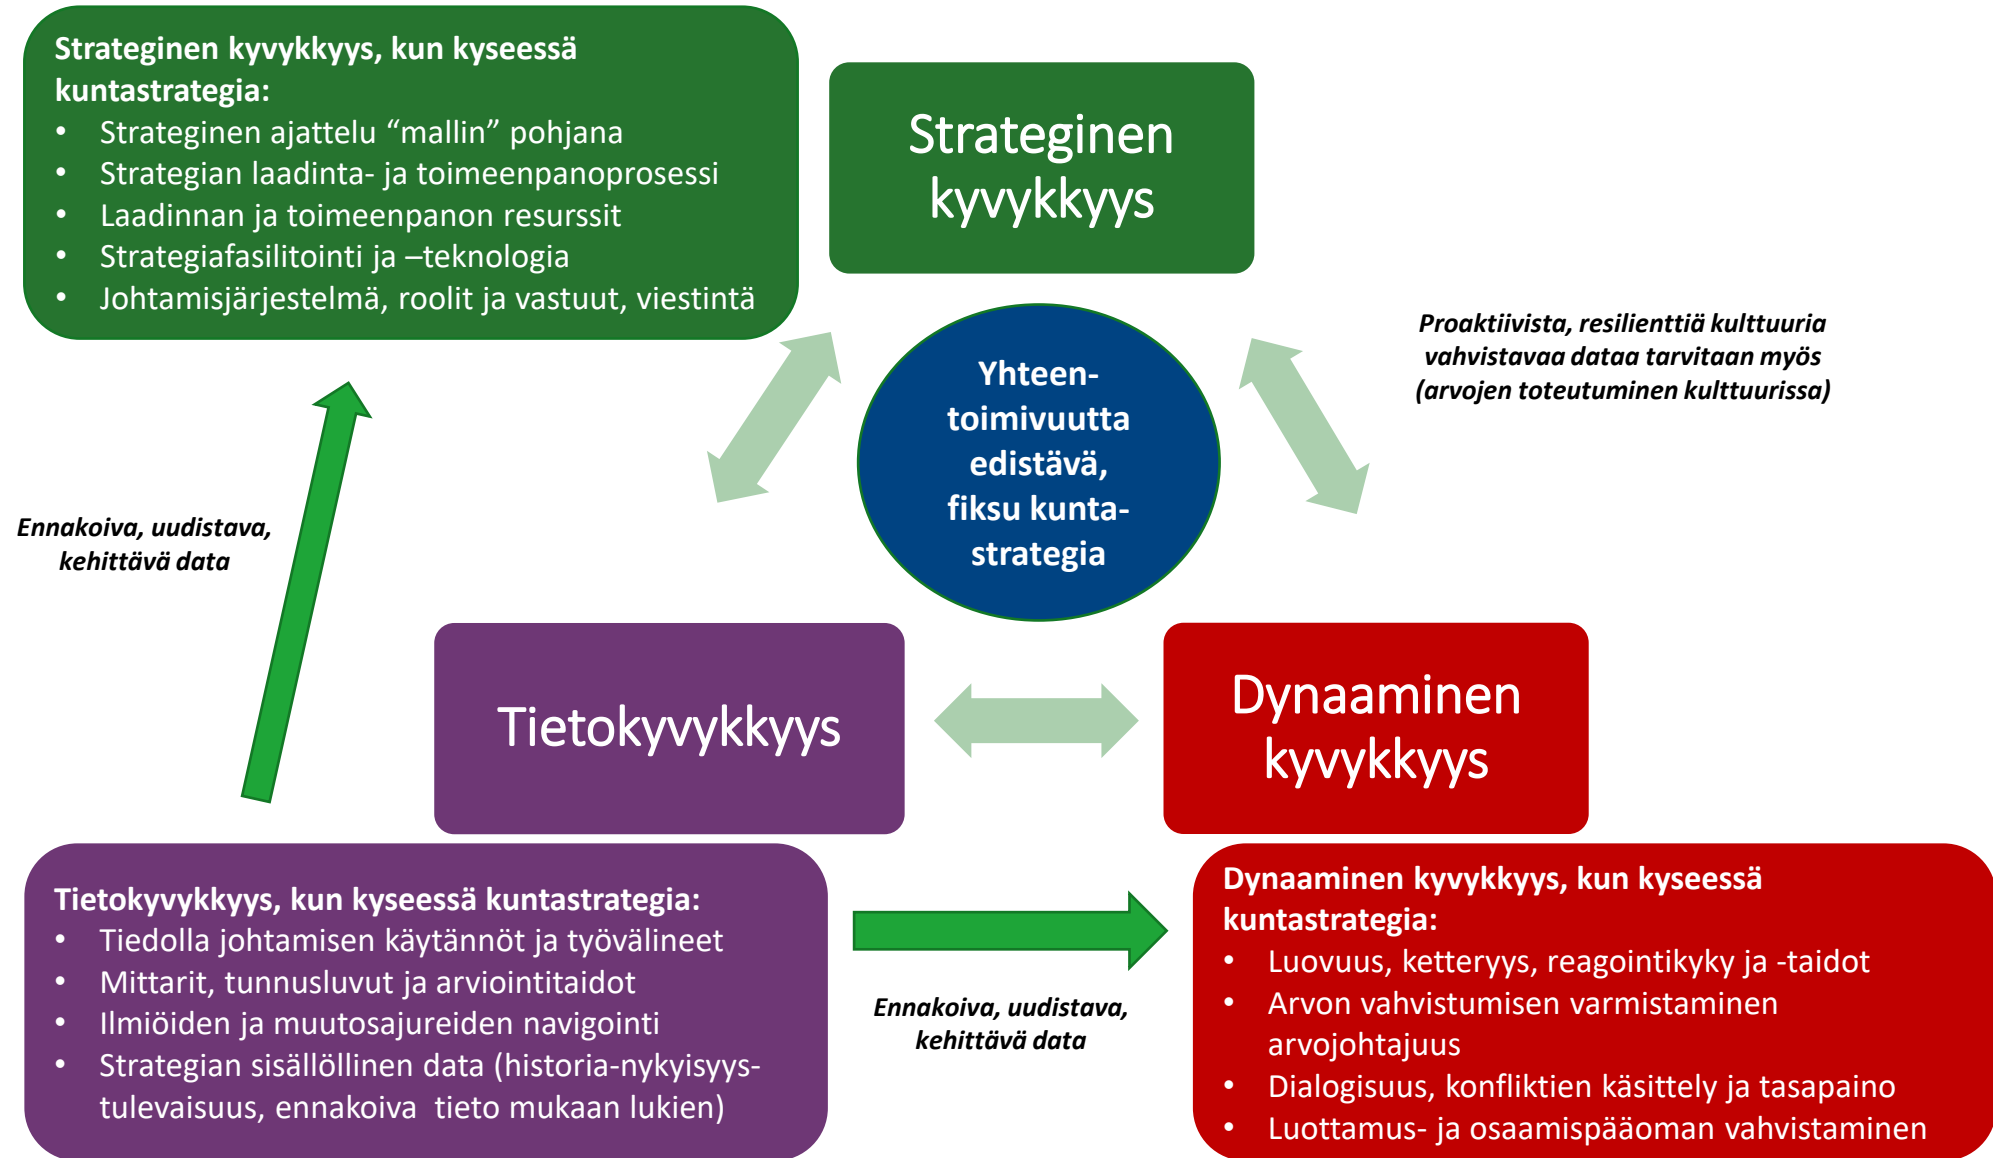 Strateginen kyvykkyys, kun kyseessä
kuntastrategia:
• Strateginen ajattelu “mallin” pohjana
• Strategian laadinta- ja toimeenpanoprosessi
• Laadinnan ja toimeenpanon resurssit
• Strategiafasilitointi ja –teknologia
• Johtamisjärjestelmä, roolit ja vastuut, viestintä
Strateginen
kyvykkyys
Proaktiivista, resilienttiä kulttuuria
vahvistavaa dataa tarvitaan myös
(arvojen toteutuminen kulttuurissa)
Yhteen-
toimivuutta
edistävä,
fiksu kunta-
strategia
Ennakoiva, uudistava,
kehittävä data
Tietokyvykkyys
Dynaaminen
kyvykkyys
Tietokyvykkyys, kun kyseessä kuntastrategia:
• Tiedolla johtamisen käytännöt ja työvälineet
• Mittarit, tunnusluvut ja arviointitaidot
• Ilmiöiden ja muutosajureiden navigointi
• Strategian sisällöllinen data (historia-nykyisyys-
tulevaisuus, ennakoiva tieto mukaan lukien)
Ennakoiva, uudistava,
kehittävä data
Dynaaminen kyvykkyys, kun kyseessä
kuntastrategia:
• Luovuus, ketteryys, reagointikyky ja -taidot
• Arvon vahvistumisen varmistaminen
arvojohtajuus
• Dialogisuus, konfliktien käsittely ja tasapaino
• Luottamus- ja osaamispääoman vahvistaminen